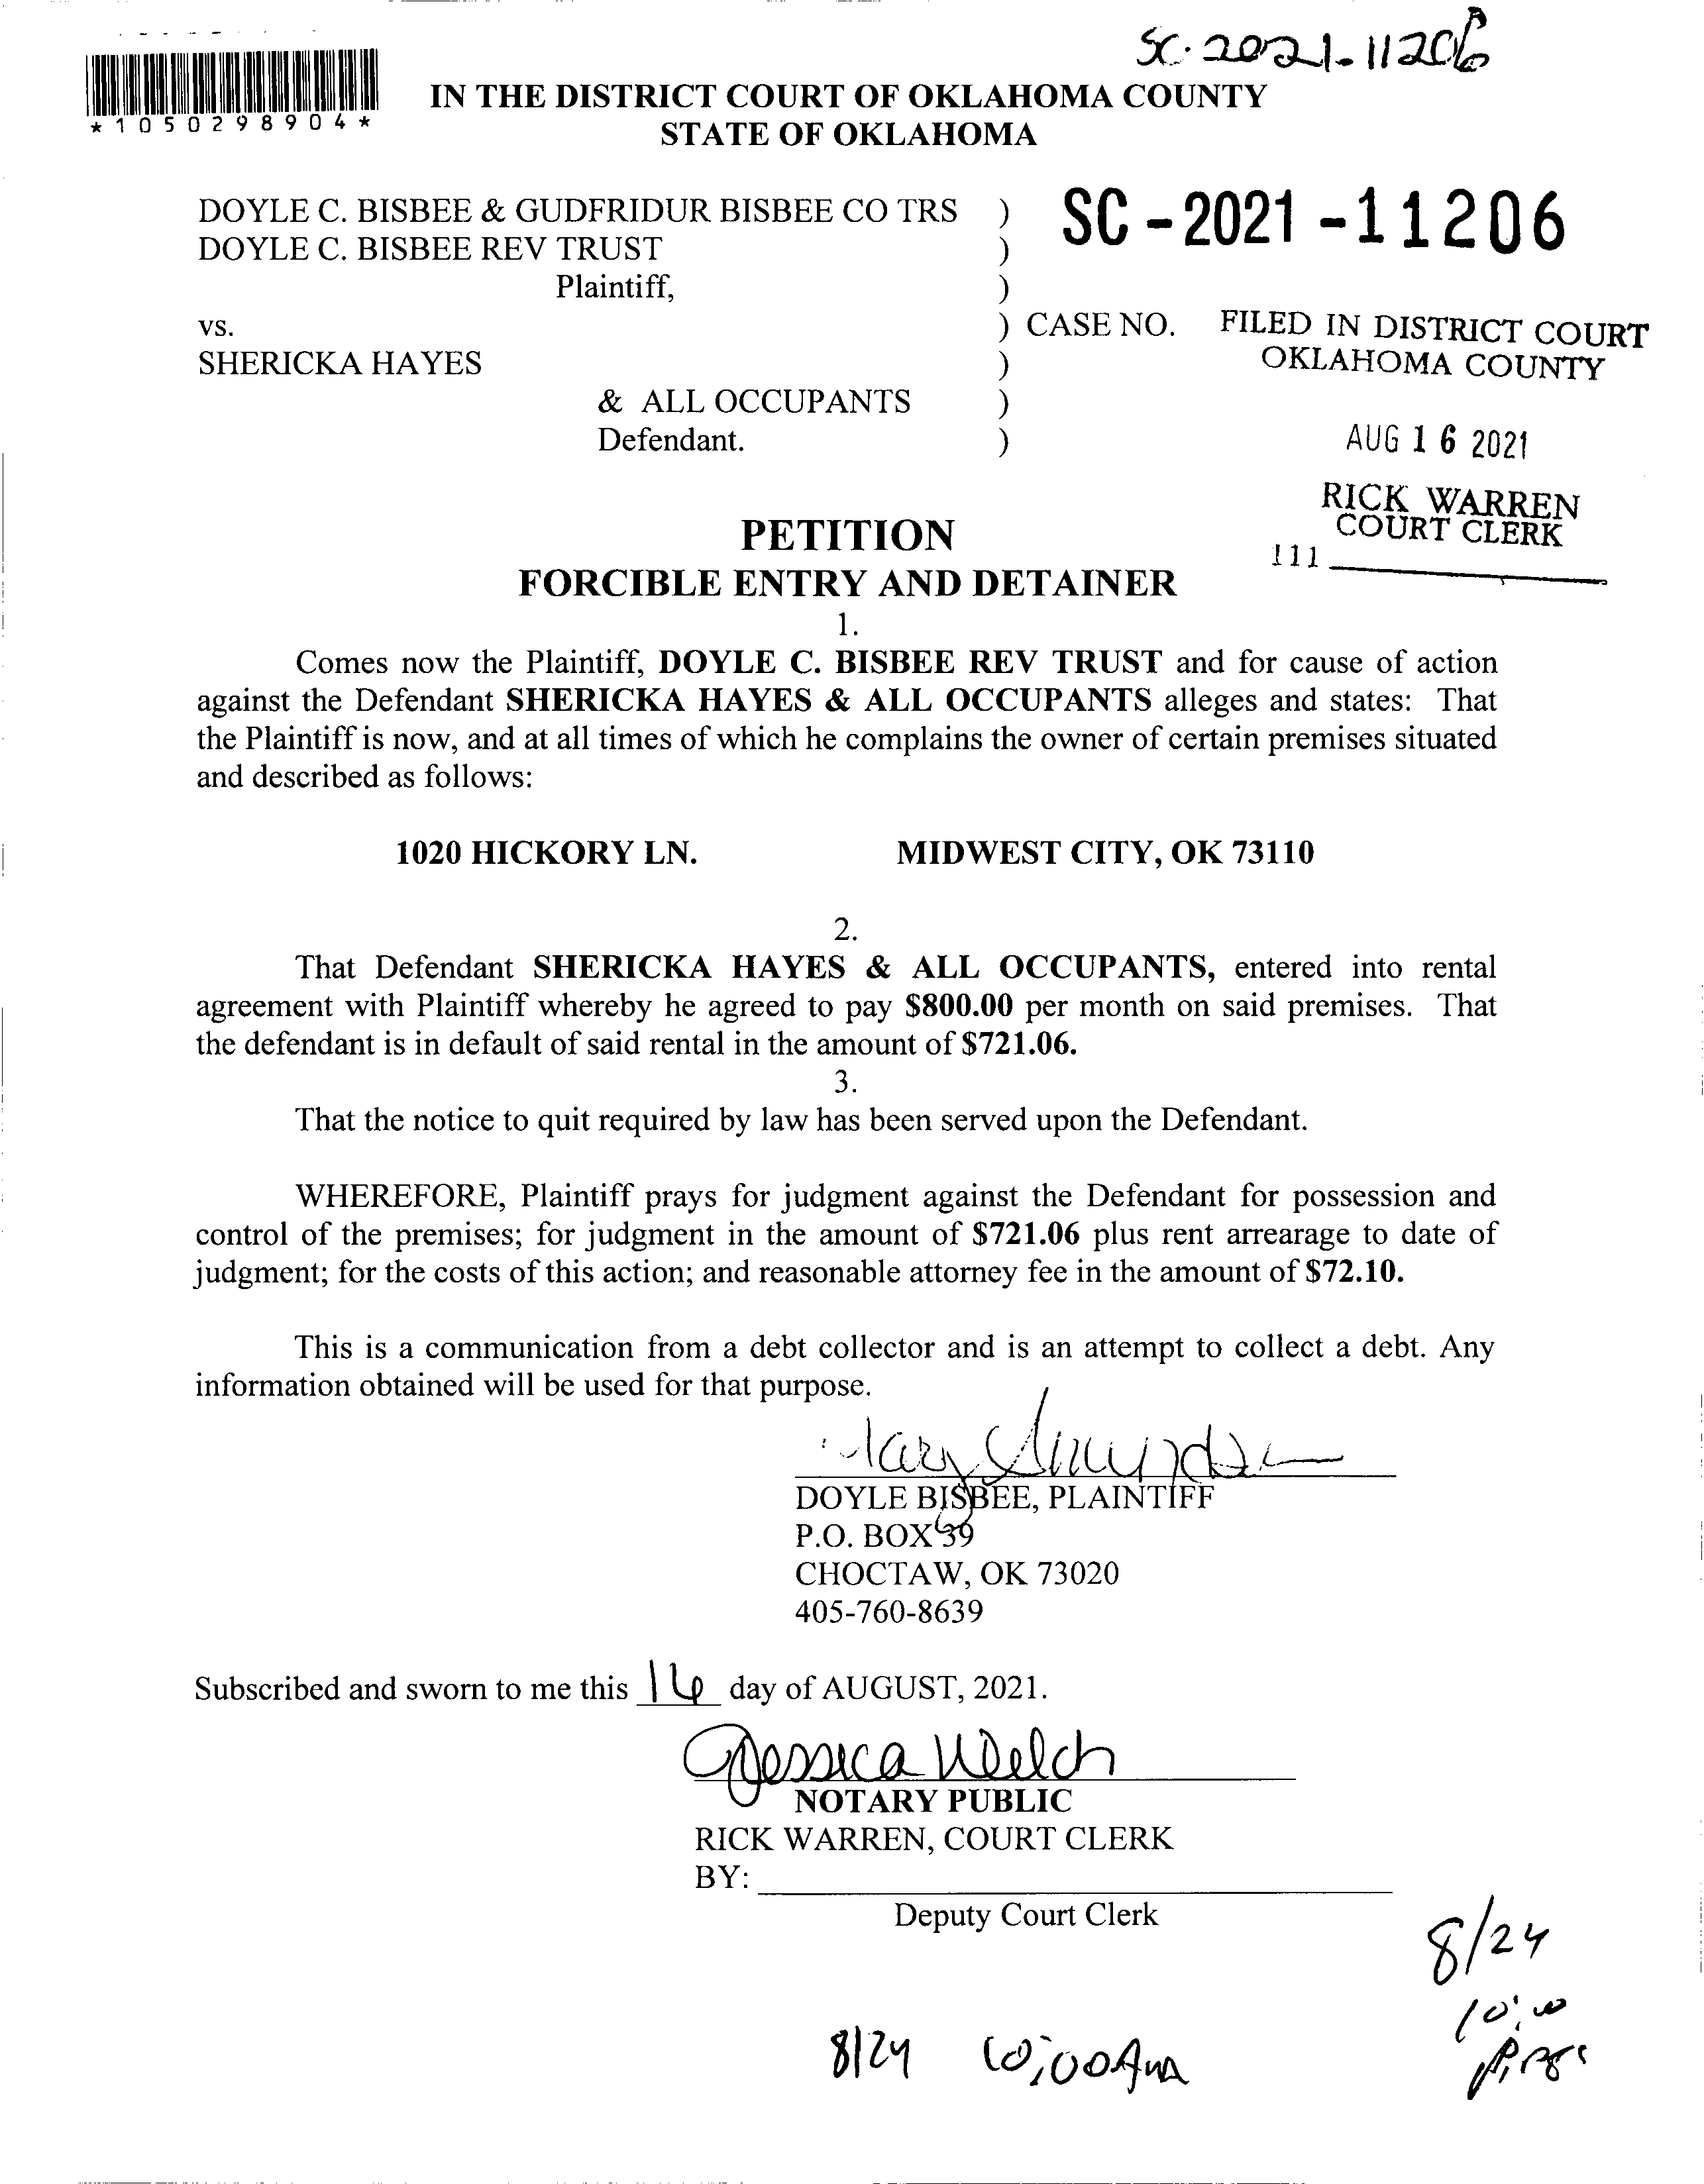 SC-2021-11206
*1050298904*
IN THE DISTRICT COURT OF OKLAHOMA COUNTY
STATE OF OKLAHOMA
DOYLE C. BISBEE & GUDFRIDUR BISBEE CO TRS )
DOYLE C. BISBEE REV TRUST )
SC-2021-11206
Plaintiff, )
vs. ) CASE NO.
SHERICKA HAYES )
& ALL OCCUPANTS )
Defendant. )
FILED IN DISTRICT COURT
OKLAHOMA COUNTY
AUG 16 2021
RICK WARREN
COURT CLERK
111
PETITION
FORCIBLE ENTRY AND DETAINER
1.
Comes now the Plaintiff, DOYLE C. BISBEE REV TRUST and for cause of action
against the Defendant SHERICKA HAYES & ALL OCCUPANTS alleges and states: That
the Plaintiff is now, and at all times of which he complains the owner of certain premises situated
and described as follows:
1020 HICKORY LN. MIDWEST CITY, OK 73110
2.
That Defendant SHERICKA HAYES & ALL OCCUPANTS, entered into rental
agreement with Plaintiff whereby he agreed to pay $800.00 per month on said premises. That
the defendant is in default of said rental in the amount of $721.06.
3.
That the notice to quit required by law has been served upon the Defendant.
WHEREFORE, Plaintiff prays for judgment against the Defendant for possession and
control of the premises; for judgment in the amount of $721.06 plus rent arrearage to date of
judgment; for the costs of this action; and reasonable attorney fee in the amount of $72.10.
This is a communication from a debt collector and is an attempt to collect a debt. Any
information obtained will be used for that purpose.
DOYLE BISBEE, PLAINTIFF
P.O. BOX 39
CHOCTAW, OK 73020
405-760-8639
Subscribed and sworn to me this 16 day of AUGUST, 2021.
Jessica Welch
NOTARY PUBLIC
RICK WARREN, COURT CLERK
BY:
Deputy Court Clerk
8/24
10:00
8/24 10:00Am